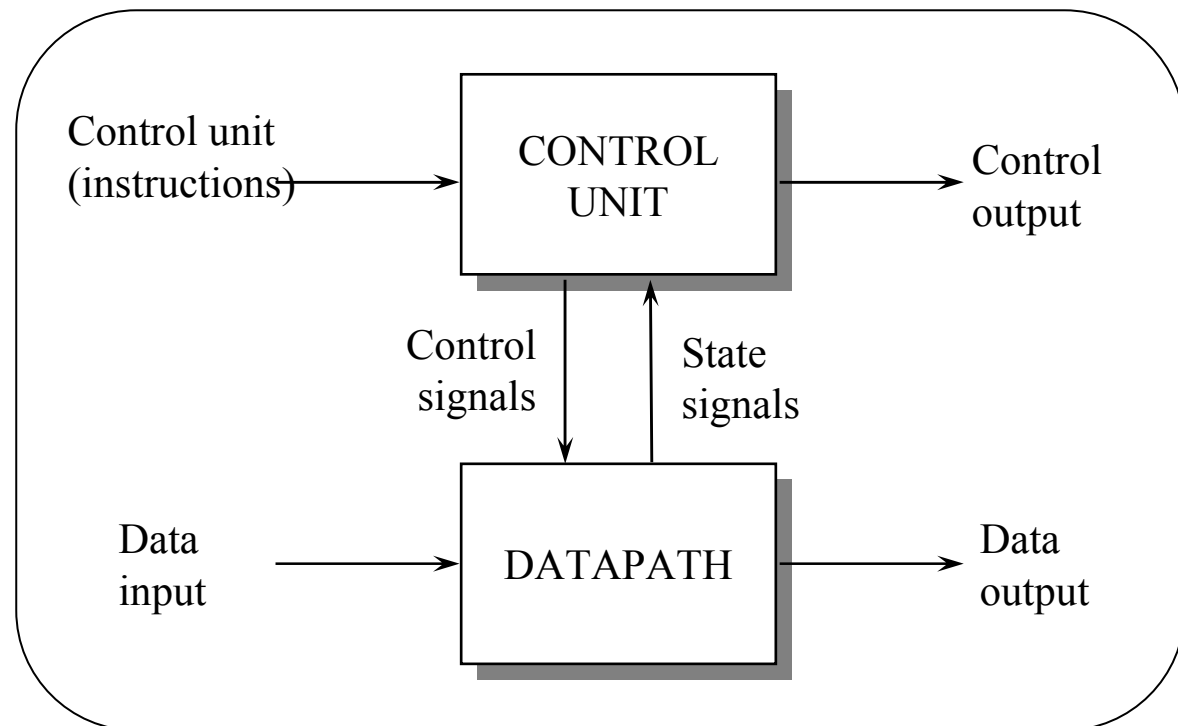 Control unit
(instructions)
CONTROL
UNIT
Control
output
Control
signals
State
signals
Data
input
DATAPATH
Data
output